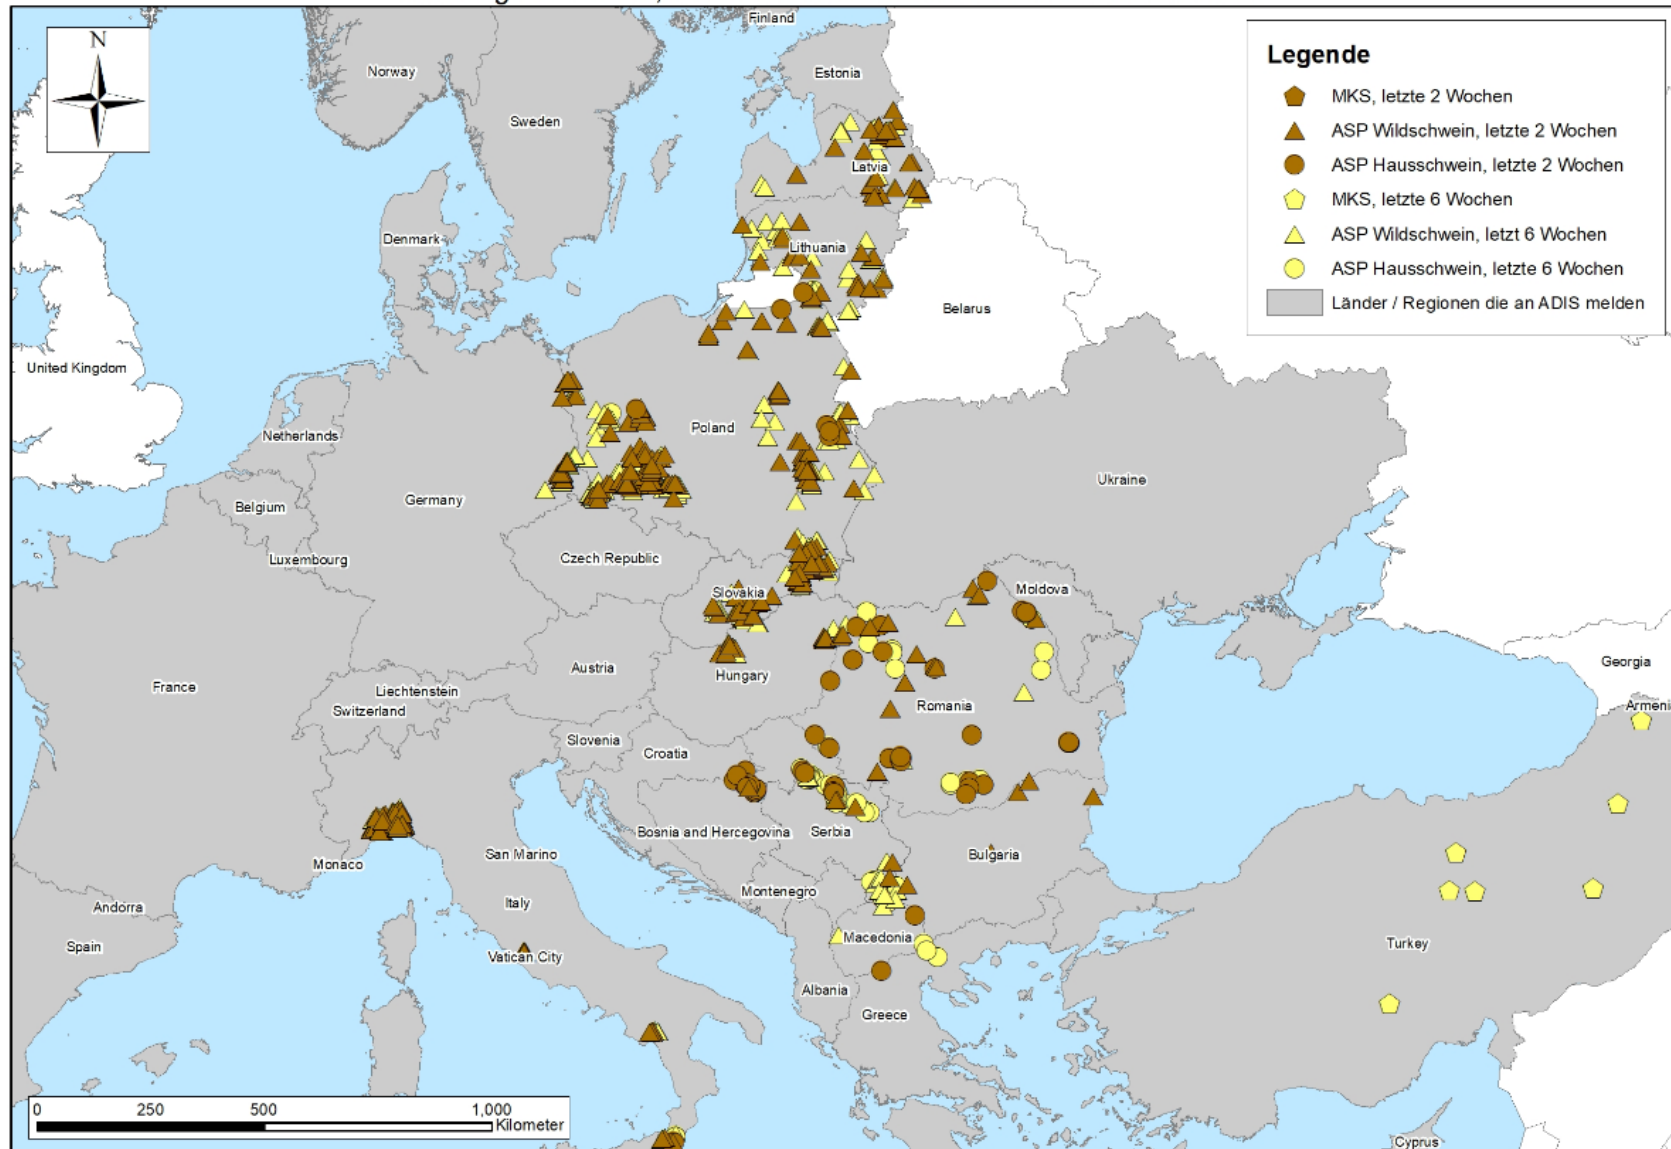 Finland
N
Legende
Norway
Estonia
MKS, letzte 2 Wochen
Sweden
ASP Wildschwein, letzte 2 Wochen
Latvia
ASP Hausschwein, letzte 2 Wochen
MKS, letzte 6 Wochen
Denmark
Lithuania
ASP Wildschwein, letzt 6 Wochen
ASP Hausschwein, letzte 6 Wochen
Belarus
Länder / Regionen die an ADIS melden
United Kingdom
Netherlands
Poland
Ukraine
Germany
Belgium
Luxembourg
Czech Republic
Slovakia
Moldova
Austria
Georgia
France
Liechtenstein
Hungary
Switzerland
Romania
Armenia
Slovenia
Croatia
Bosnia and Hercegovina
Serbia
San Marino
Bulgaria
Monaco
Montenegro
Andorra
Italy
Macedonia
Spain
Turkey
Vatican City
Albania
Greece
0 250 500 1,000
Kilometer
Cyprus